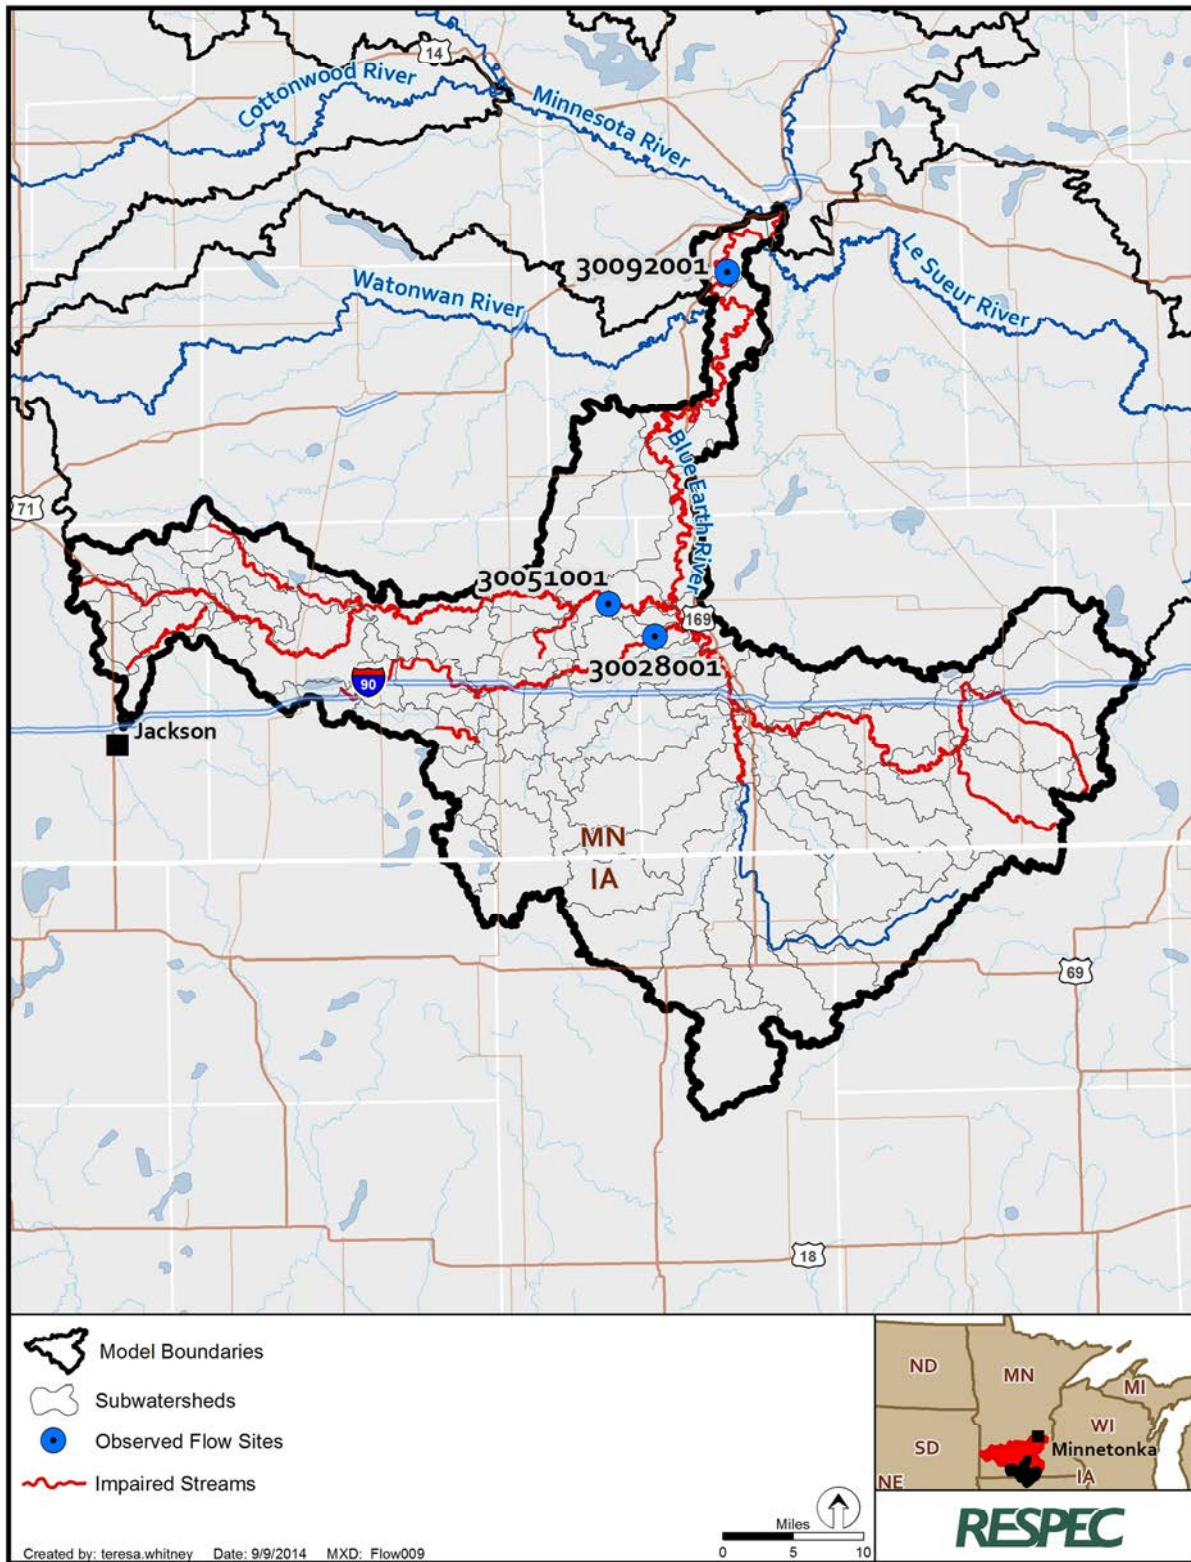 14
Cottonwood River
Minnesota River
30092001
Le Sueur River
Watonwan River
Blue Earth River
71
30051001
169
30028001
90
Jackson
MN
IA
69
18
Model Boundaries
Subwatersheds
Observed Flow Sites
Impaired Streams
Miles
0 5 10
Created by: teresa.whitney Date: 9/9/2014 MXD: Flow009
ND
MN
MI
WI
SD
Minnetonka
NE
IA
RESPEC